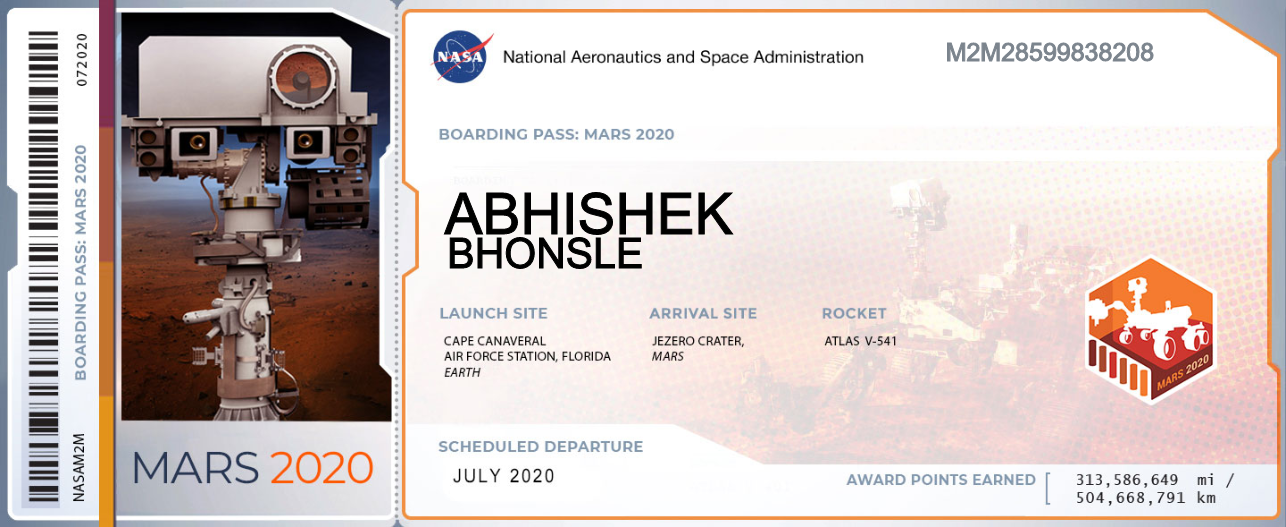 072020
BOARDING PASS: MARS 2020
NASAM2M
MARS 2020
NASA
National Aeronautics and Space Administration
M2M28599838208
BOARDING PASS: MARS 2020
ABHISHEK
BHONSLE
LAUNCH SITE
CAPE CANAVERAL
AIR FORCE STATION, FLORIDA
EARTH
ARRIVAL SITE
JEZERO CRATER,
MARS
ROCKET
ATLAS V-541
MARS 2020
SCHEDULED DEPARTURE
JULY 2020
AWARD POINTS EARNED
313,586,649 mi /
504,668,791 km